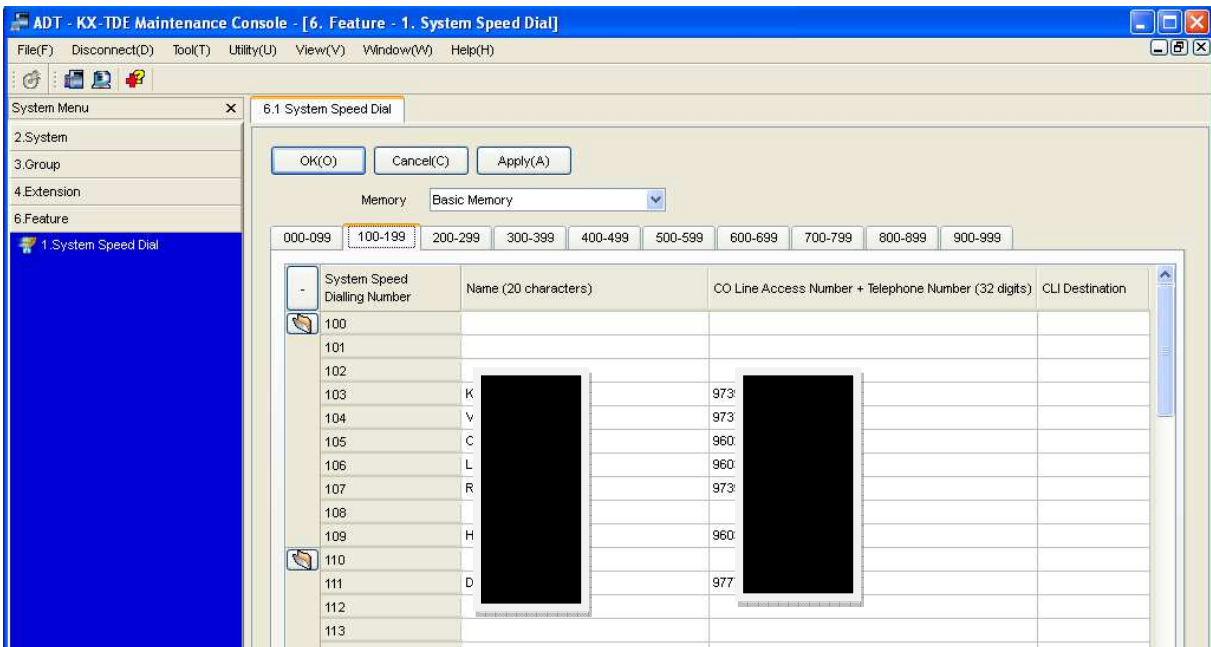 ADT - KX-TDE Maintenance Console - [6. Feature - 1. System Speed Dial]
File(F) Disconnect(D) Tool(T) Utility(U) View(V) Window(W) Help(H)
System Menu
6.1 System Speed Dial
2.System
3.Group
4.Extension
6.Feature
1.System Speed Dial
OK(O) Cancel(C) Apply(A)
Memory Basic Memory
000-099 100-199 200-299 300-399 400-499 500-599 600-699 700-799 800-899 900-999
- System Speed Dialling Number Name (20 characters) CO Line Access Number + Telephone Number (32 digits) CLI Destination
100
101
102
103 K
104 V 973
105
106 L 960
107 R
108
109 H 960
110
111 D 977
112
113